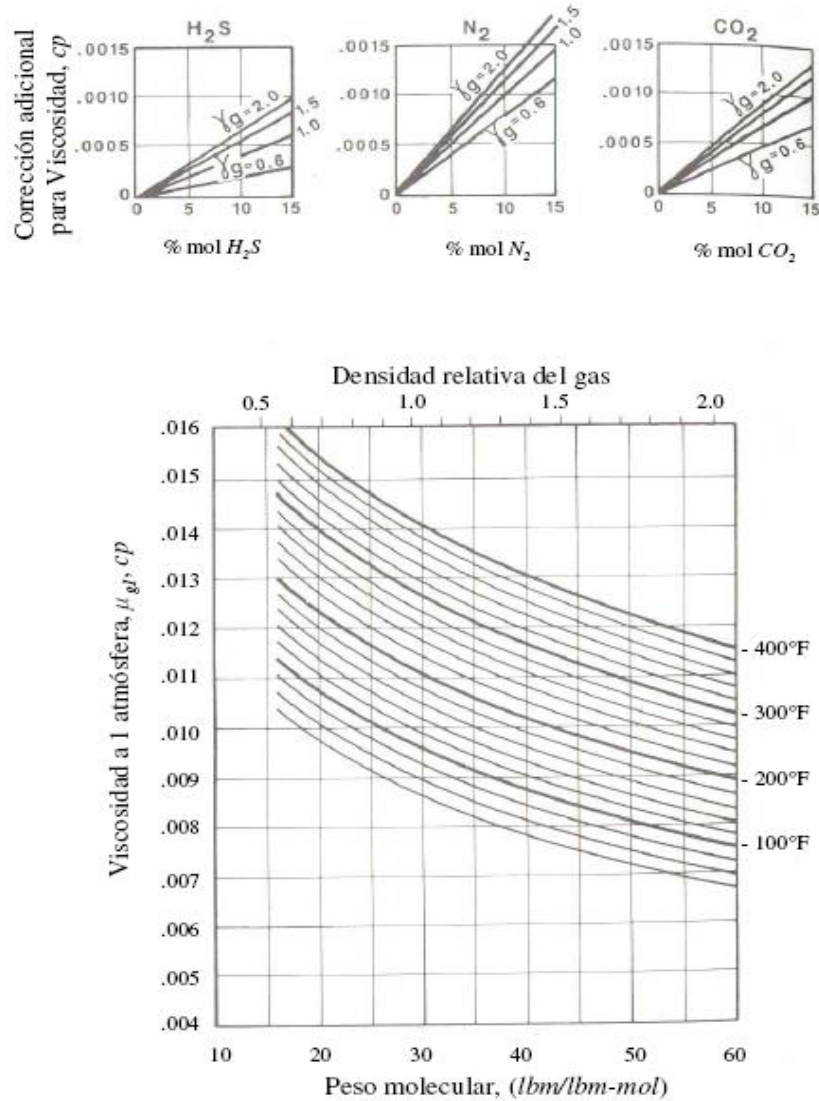 Corrección adicional
para Viscosidad, cp
H₂S
.0015
.0010
.0005
0
γg=2.0
1.5
1.0
γg=0.6
0 5 10 15
% mol H₂S
N₂
.0015
.0010
.0005
0
γg=2.0
1.5
1.0
γg=0.6
0 5 10 15
% mol N₂
CO₂
.0015
.0010
.0005
0
γg=2.0
γg=0.6
0 5 10 15
% mol CO₂
Densidad relativa del gas
0.5 1.0 1.5 2.0
Viscosidad a 1 atmósfera, μg1, cp
.016
.015
.014
.013
.012
.011
.010
.009
.008
.007
.006
.005
.004
- 400°F
- 300°F
- 200°F
- 100°F
10 20 30 40 50 60
Peso molecular, (lbm/lbm-mol)